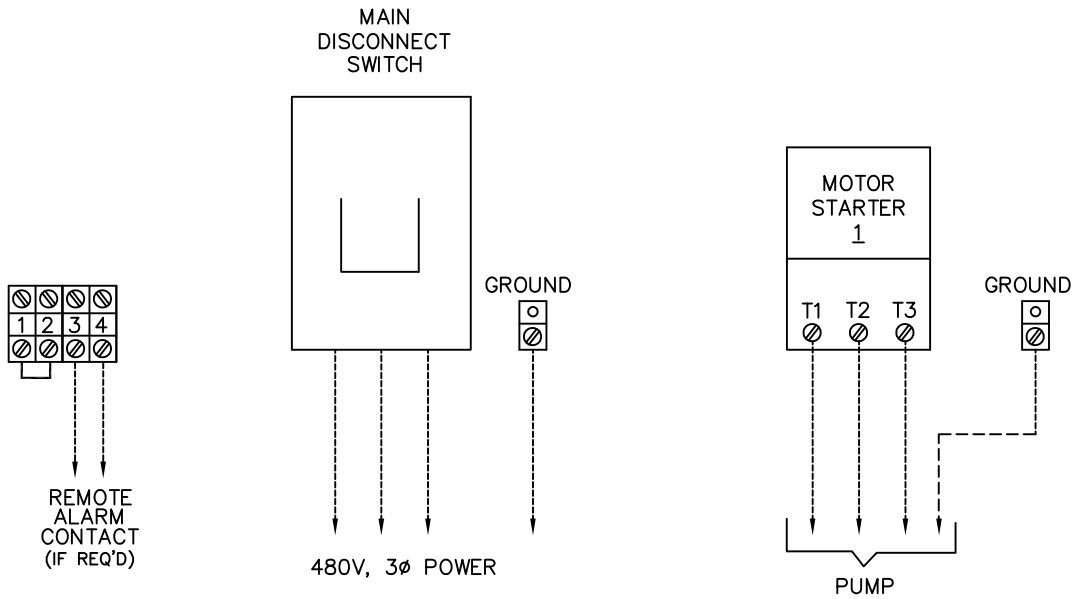 MAIN
DISCONNECT
SWITCH
MOTOR
STARTER
1
GROUND
GROUND
T1 T2 T3
1 2 3 4
REMOTE
ALARM
CONTACT
(IF REQ'D)
480V, 3ø POWER
PUMP